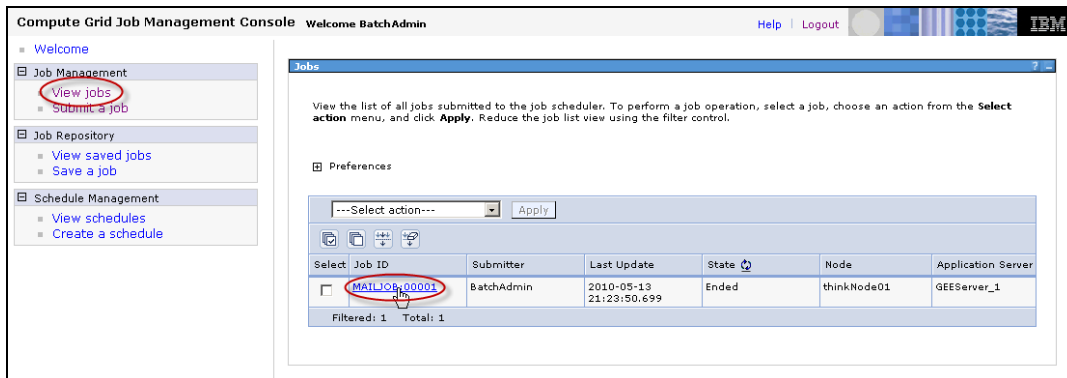 Compute Grid Job Management Console Welcome BatchAdmin
Help Logout
IBM
Welcome
Job Management
View jobs
Submit a job
Job Repository
View saved jobs
Save a job
Schedule Management
View schedules
Create a schedule
Jobs
? -
View the list of all jobs submitted to the job scheduler. To perform a job operation, select a job, choose an action from the Select
action menu, and click Apply. Reduce the job list view using the filter control.
Preferences
---Select action--- Apply
Select Job ID Submitter Last Update State Node Application Server
MAILJOB:00001 BatchAdmin 2010-05-13 Ended thinkNode01 GEEServer_1
21:23:50.699
Filtered: 1 Total: 1